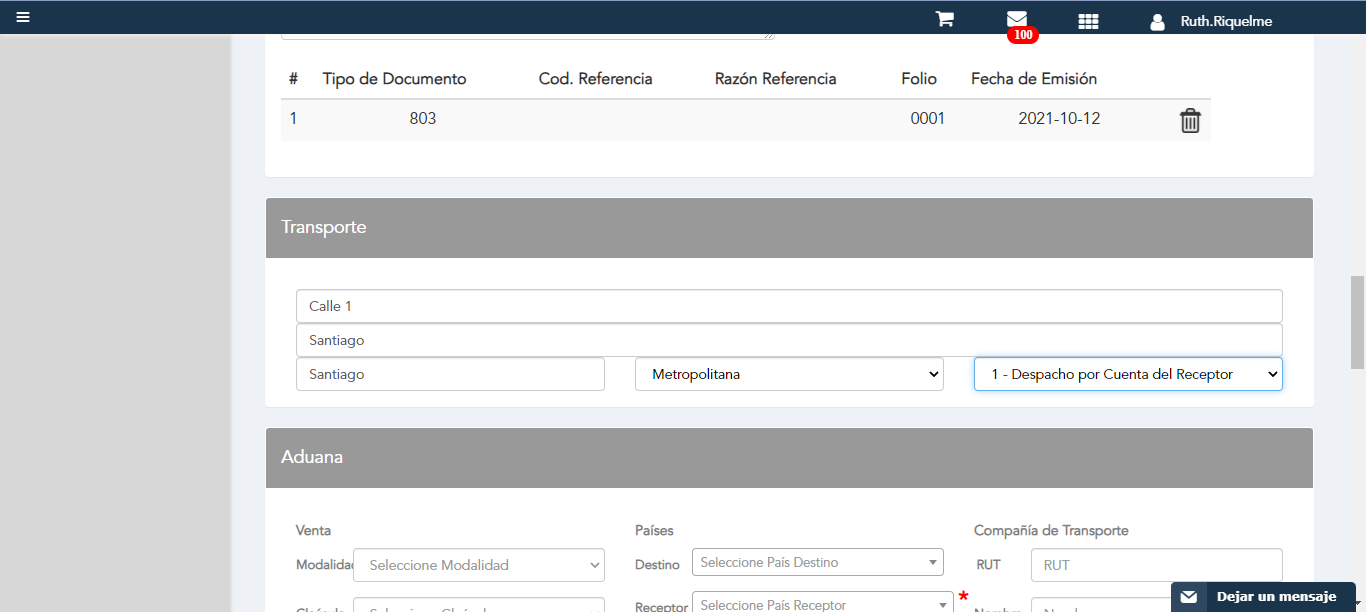 100
Ruth.Riquelme
# Tipo de Documento Cod. Referencia Razón Referencia Folio Fecha de Emisión
1 803 0001 2021-10-12
Transporte
Calle 1
Santiago
Santiago Metropolitana 1 - Despacho por Cuenta del Receptor
Aduana
Venta Países Compañía de Transporte
Modalidad Seleccione Modalidad Destino Seleccione País Destino RUT RUT
Receptor Seleccione País Receptor *
Dejar un mensaje